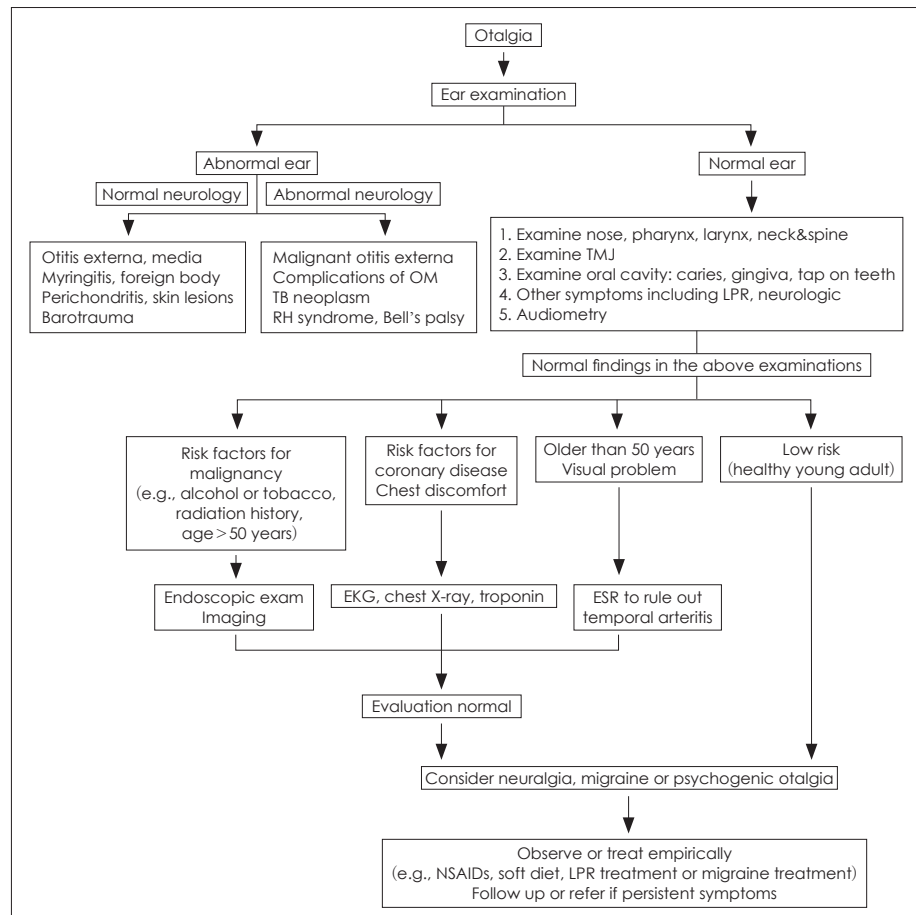 Otalgia
Ear examination
Abnormal ear
Normal ear
Normal neurology
Abnormal neurology
Otitis externa, media
Myringitis, foreign body
Perichondritis, skin lesions
Barotrauma
Malignant otitis externa
Complications of OM
TB neoplasm
RH syndrome, Bell's palsy
1. Examine nose, pharynx, larynx, neck&spine
2. Examine TMJ
3. Examine oral cavity: caries, gingiva, tap on teeth
4. Other symptoms including LPR, neurologic
5. Audiometry
Normal findings in the above examinations
Risk factors for
malignancy
(e.g., alcohol or tobacco,
radiation history,
age>50 years)
Risk factors for
coronary disease
Chest discomfort
Older than 50 years
Visual problem
Low risk
(healthy young adult)
Endoscopic exam
Imaging
EKG, chest X-ray, troponin
ESR to rule out
temporal arteritis
Evaluation normal
Consider neuralgia, migraine or psychogenic otalgia
Observe or treat empirically
(e.g., NSAIDs, soft diet, LPR treatment or migraine treatment)
Follow up or refer if persistent symptoms